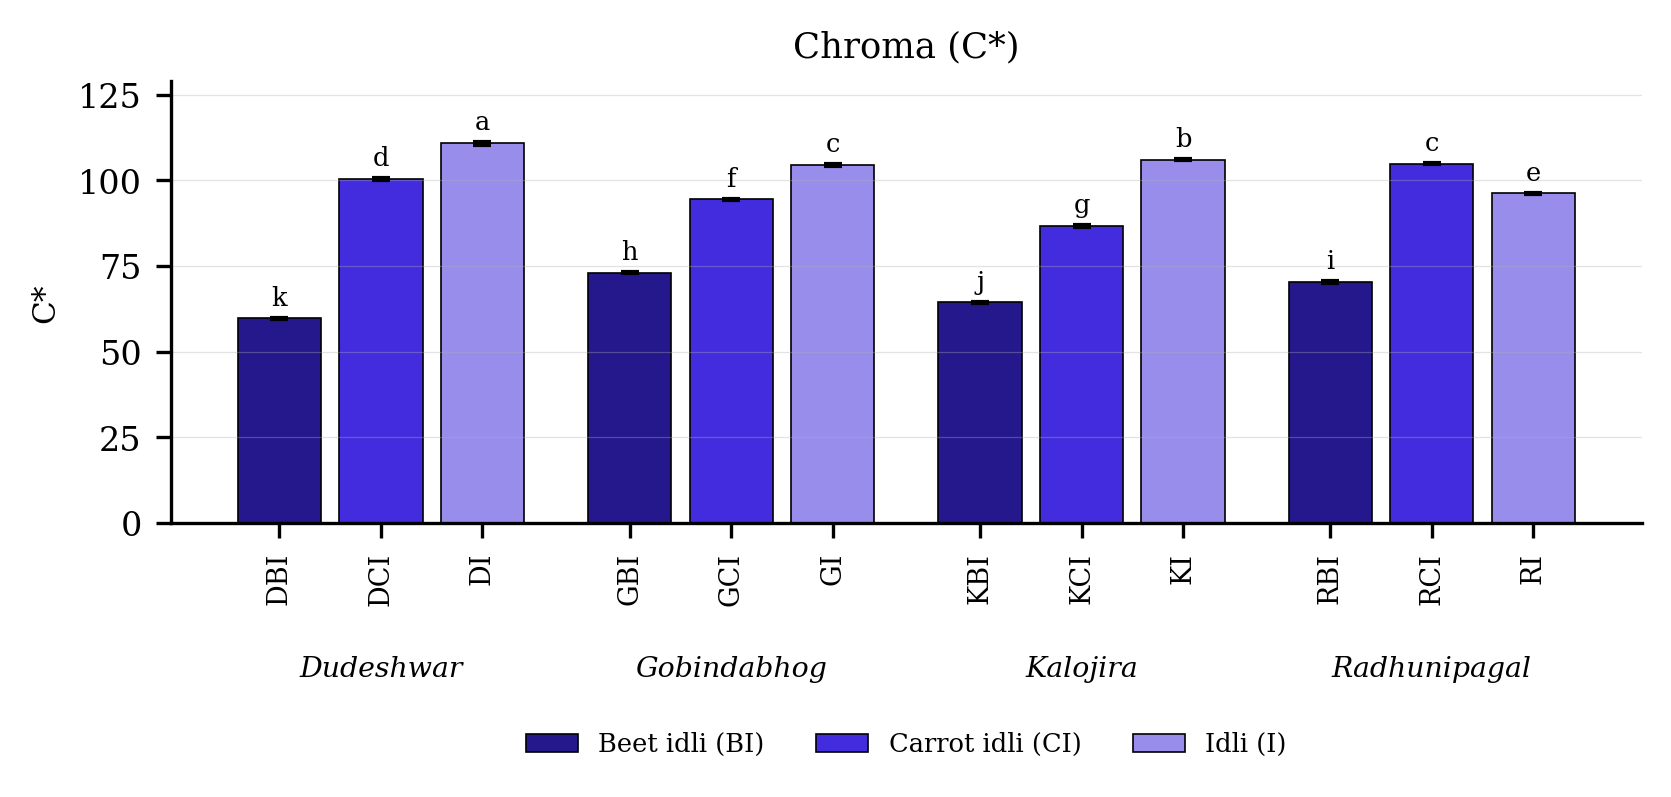 Chroma (C*)
C*
125
100
75
50
25
0
k
d
a
h
f
c
j
g
b
i
c
e
DBI
DCI
DI
GBI
GCI
GI
KBI
KCI
KI
RBI
RCI
RI
Dudeshwar
Gobindabhog
Kalojira
Radhunipagal
Beet idli (BI)
Carrot idli (CI)
Idli (I)